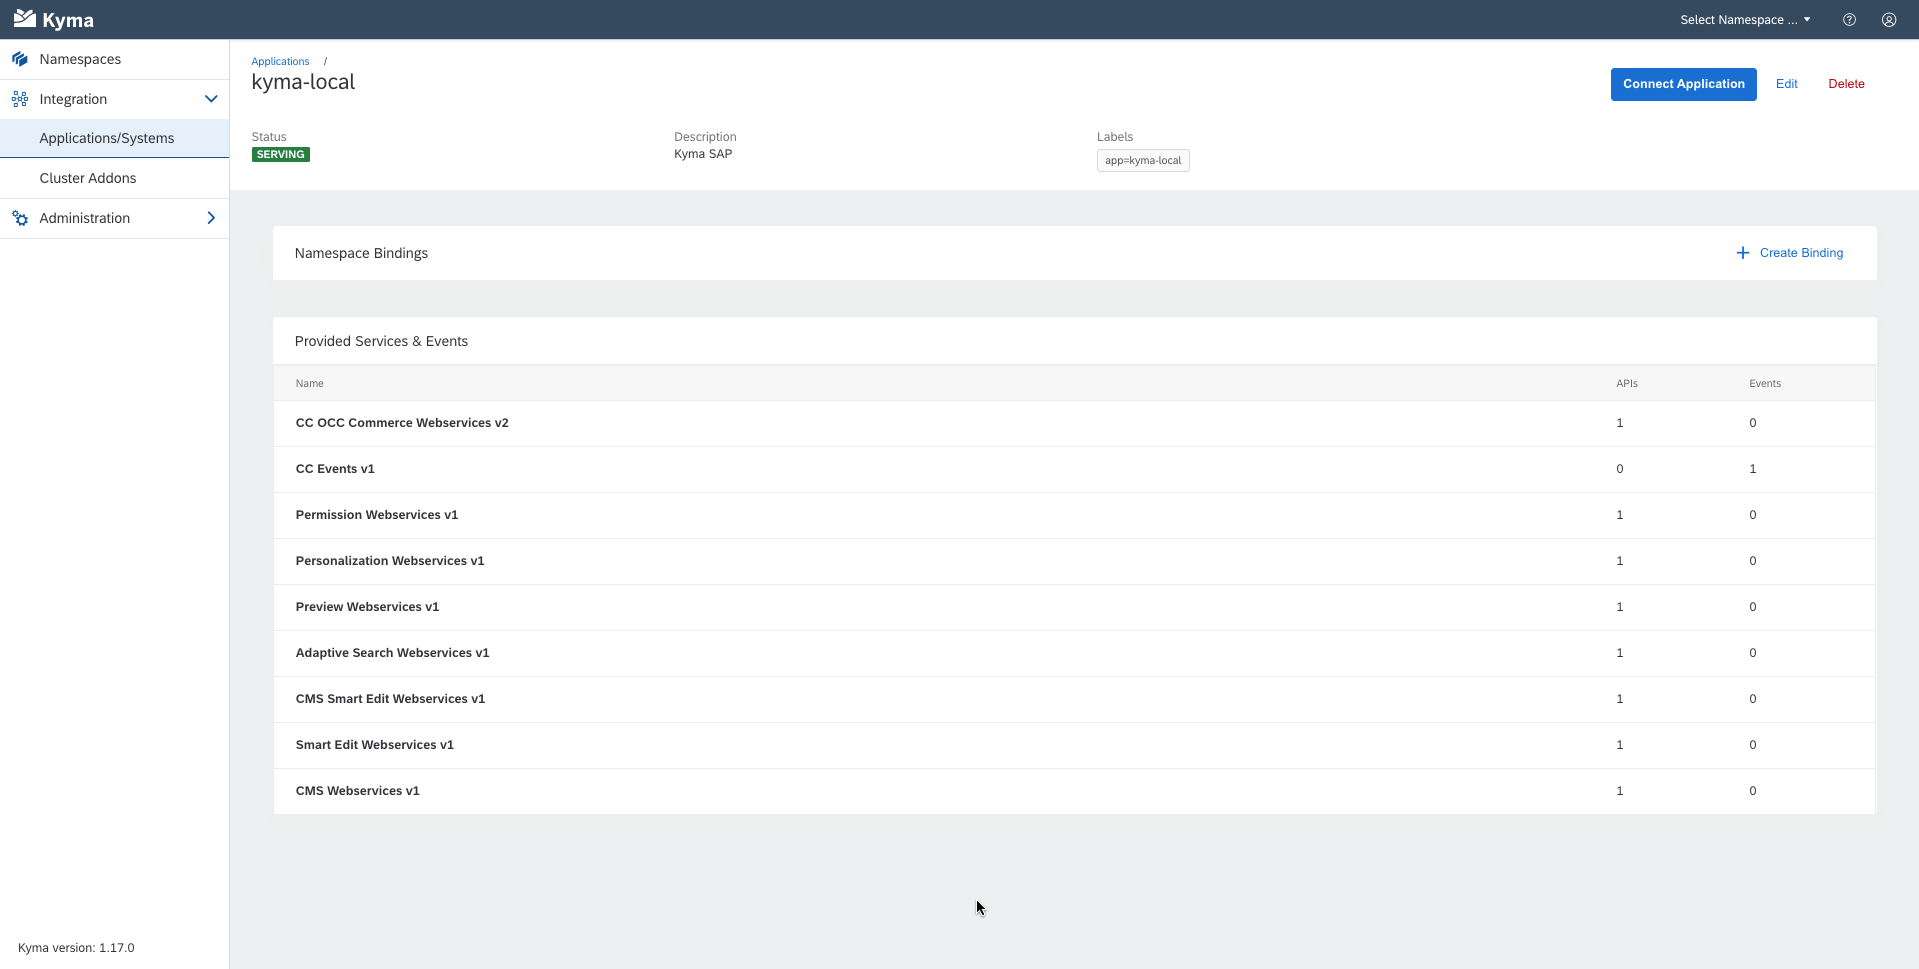 Kyma
Select Namespace ...
Namespaces
Integration
Applications/Systems
Cluster Addons
Administration
Applications /
kyma-local
Connect Application Edit Delete
Status Description Labels
SERVING Kyma SAP app=kyma-local
Namespace Bindings Create Binding
Provided Services & Events
Name APIs Events
CC OCC Commerce Webservices v2 1 0
CC Events v1 0 1
Permission Webservices v1 1 0
Personalization Webservices v1 1 0
Preview Webservices v1 1 0
Adaptive Search Webservices v1 1 0
CMS Smart Edit Webservices v1 1 0
Smart Edit Webservices v1 1 0
CMS Webservices v1 1 0
Kyma version: 1.17.0